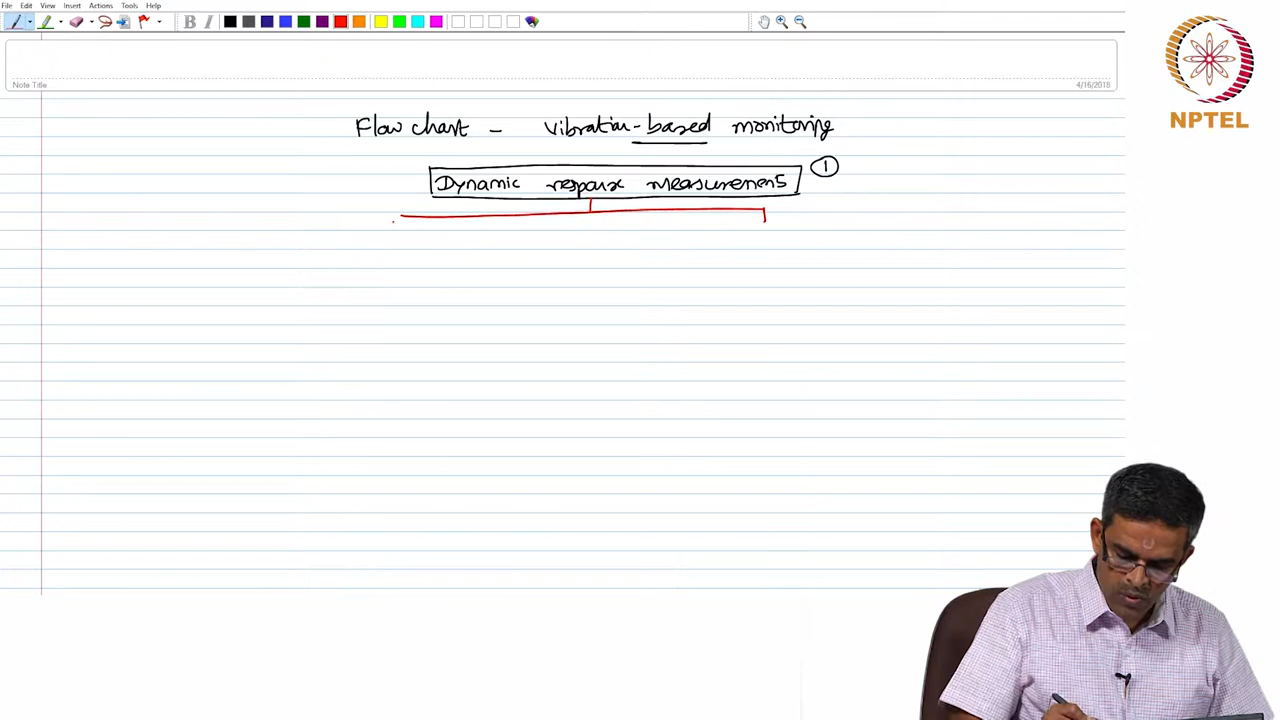 File Edit View Insert Actions Tools Help
B I
NPTEL
Note Title
4/16/2018
Flow chart - vibration-based monitoring
Dynamic response measurements
1